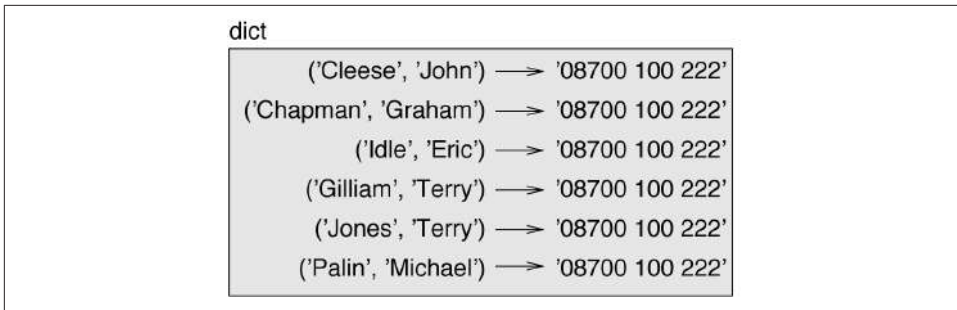 dict
('Cleese', 'John') → '08700 100 222'
('Chapman', 'Graham') → '08700 100 222'
('Idle', 'Eric') → '08700 100 222'
('Gilliam', 'Terry') → '08700 100 222'
('Jones', 'Terry') → '08700 100 222'
('Palin', 'Michael') → '08700 100 222'